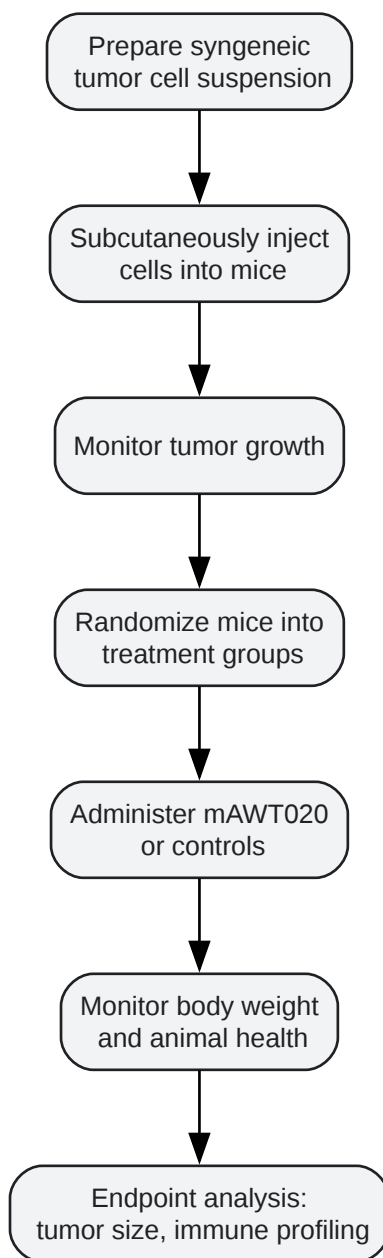 Prepare syngeneic
tumor cell suspension
Subcutaneously inject
cells into mice
Monitor tumor growth
Randomize mice into
treatment groups
Administer mAWT020
or controls
Monitor body weight
and animal health
Endpoint analysis:
tumor size, immune profiling